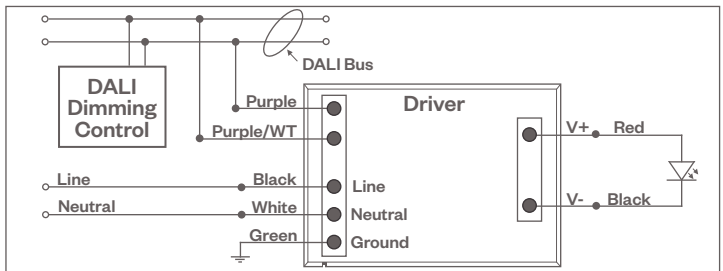 DALI Bus
DALI
Dimming
Control
Driver
Purple
Purple/WT
V+ Red
Line Black Line
Neutral White Neutral
V- Black
Green Ground